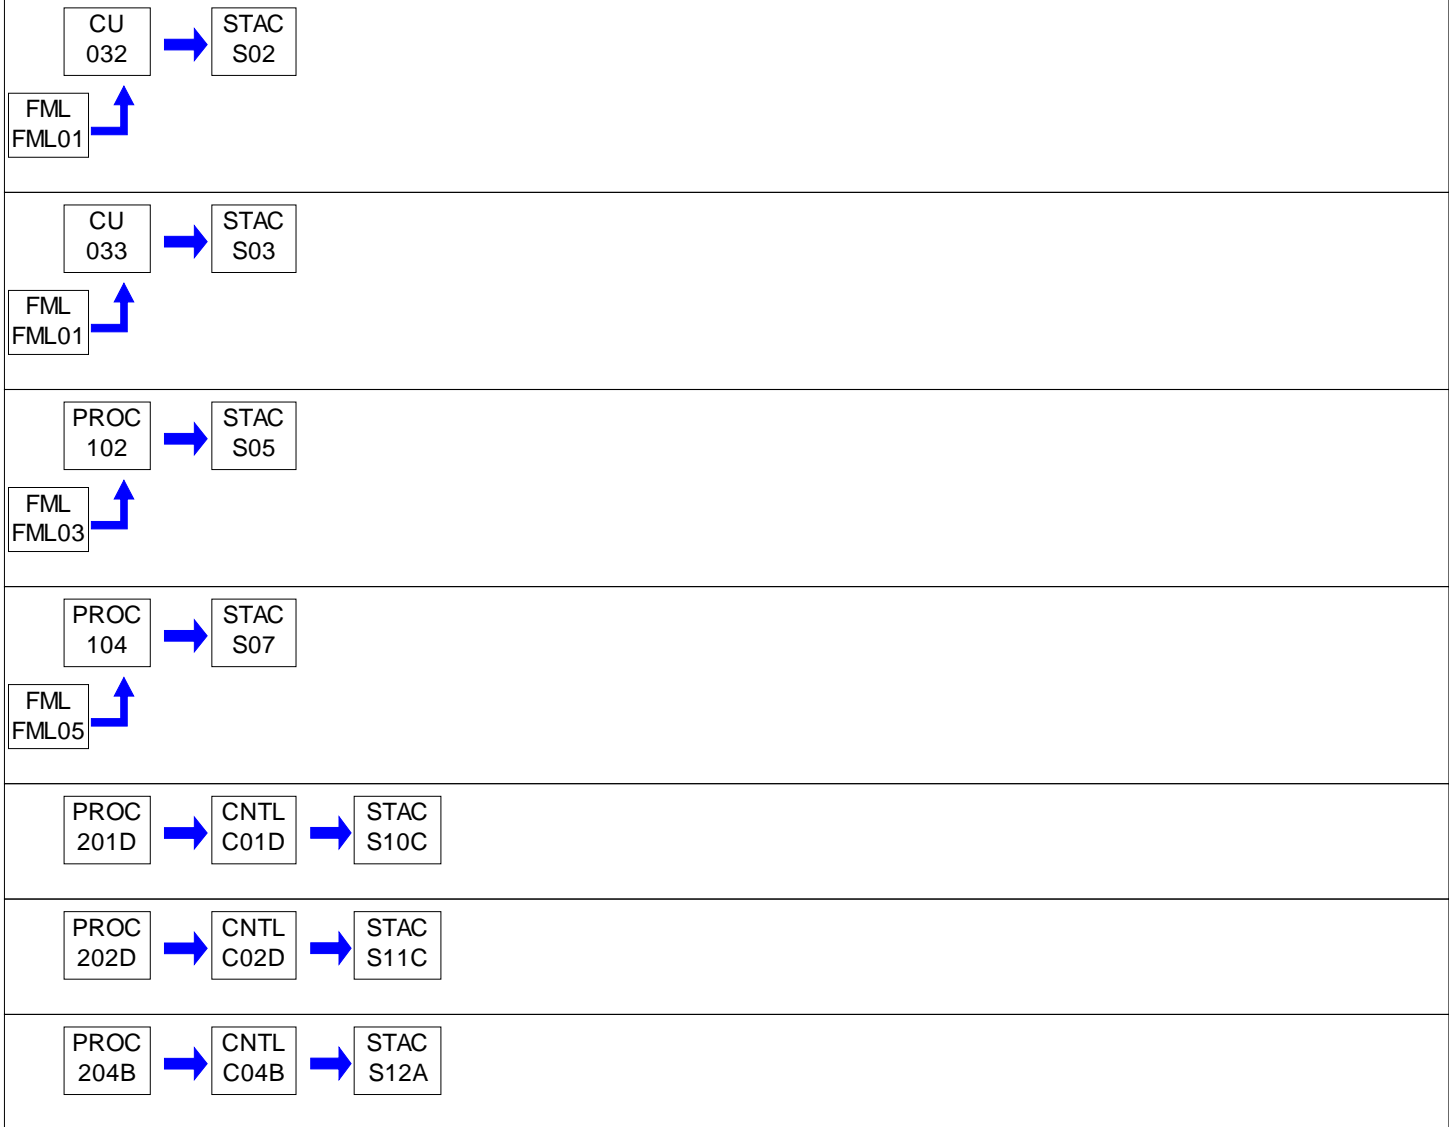 CU
032
STAC
S02
FML
FML01
CU
033
STAC
S03
FML
FML01
PROC
102
STAC
S05
FML
FML03
PROC
104
STAC
S07
FML
FML05
PROC
201D
CNTL
C01D
STAC
S10C
PROC
202D
CNTL
C02D
STAC
S11C
PROC
204B
CNTL
C04B
STAC
S12A